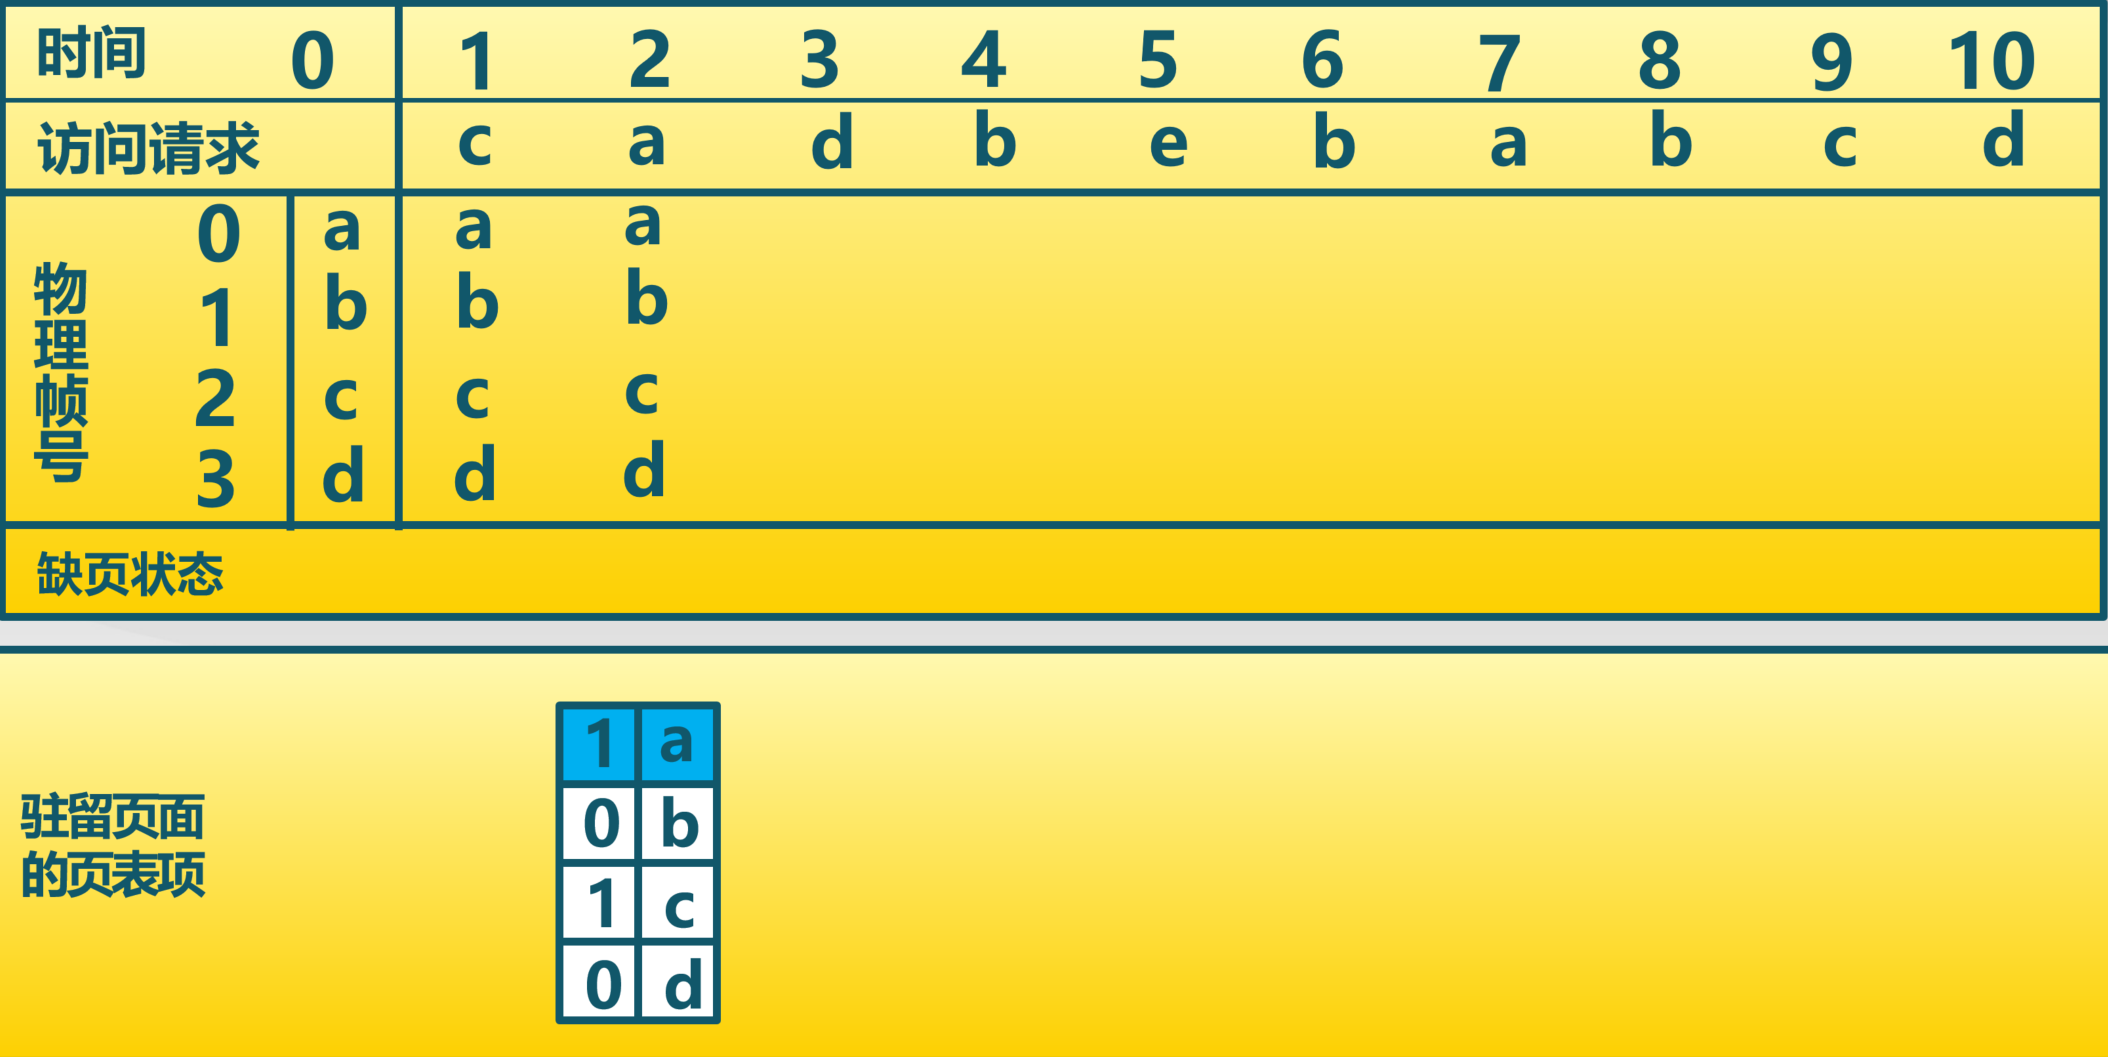 时间 0 1 2 3 4 5 6 7 8 9 10
访问请求 c a d b e b a b c d
物理帧号
0 a a a
1 b b b
2 c c c
3 d d d
缺页状态
驻留页面
的页表项
1 a
0 b
1 c
0 d